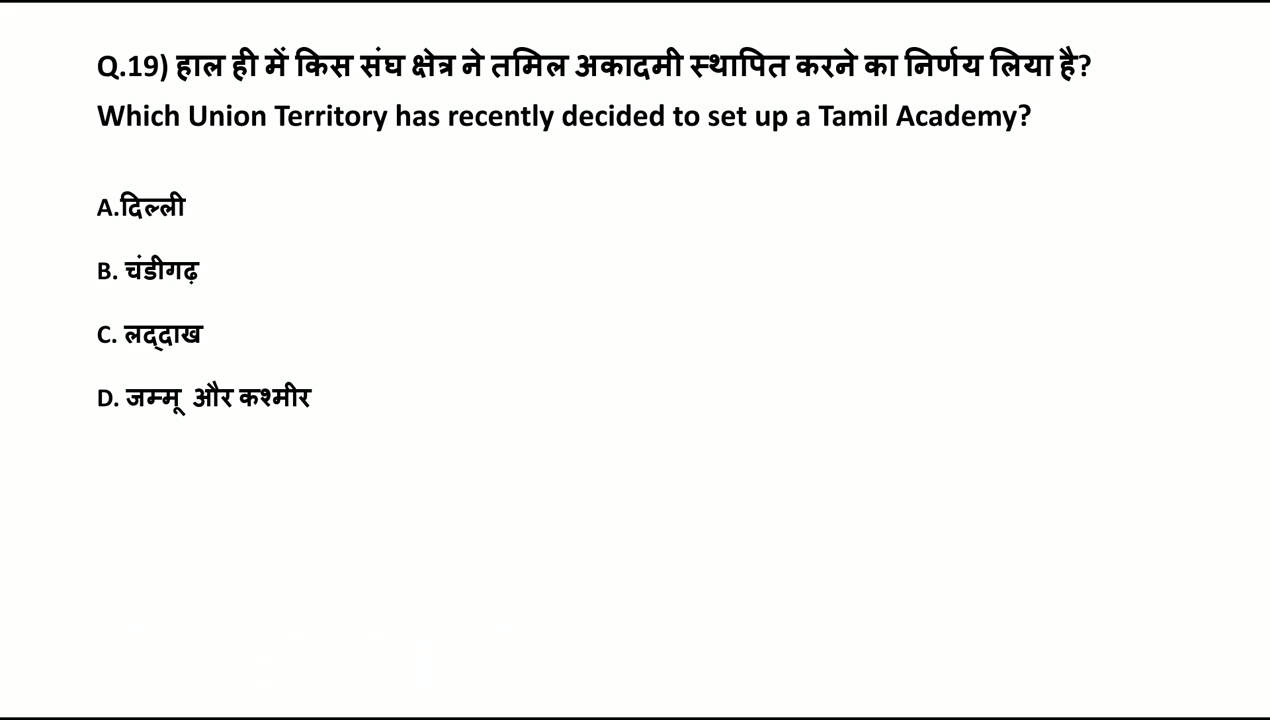 Q.19) हाल ही में किस संघ क्षेत्र ने तमिल अकादमी स्थापित करने का निर्णय लिया है?
Which Union Territory has recently decided to set up a Tamil Academy?
A.दिल्ली
B. चंडीगढ़
C. लद्दाख
D. जम्मू और कश्मीर